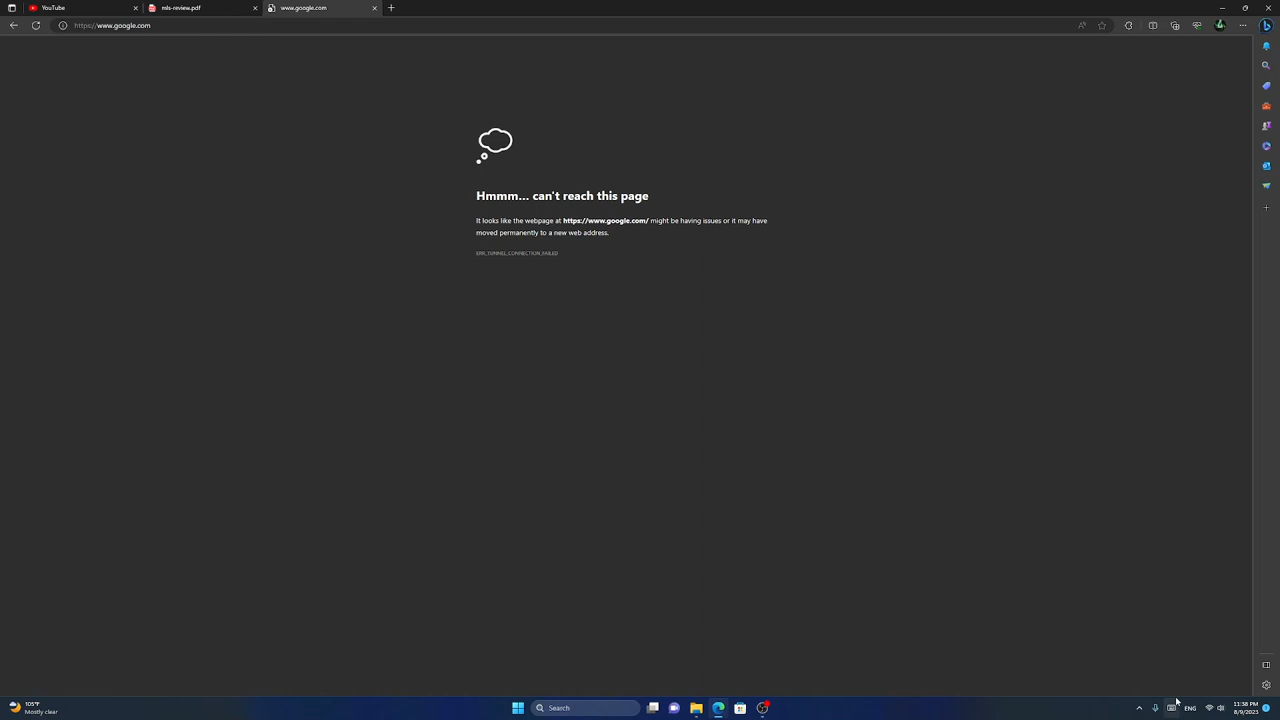 YouTube
mls-review.pdf
www.google.com
https://www.google.com
Hmmm... can't reach this page
It looks like the webpage at https://www.google.com/ might be having issues or it may have
moved permanently to a new web address.
ERR_TUNNEL_CONNECTION_FAILED
105°F
Mostly clear
Search
ENG
11:38 PM
8/9/2023